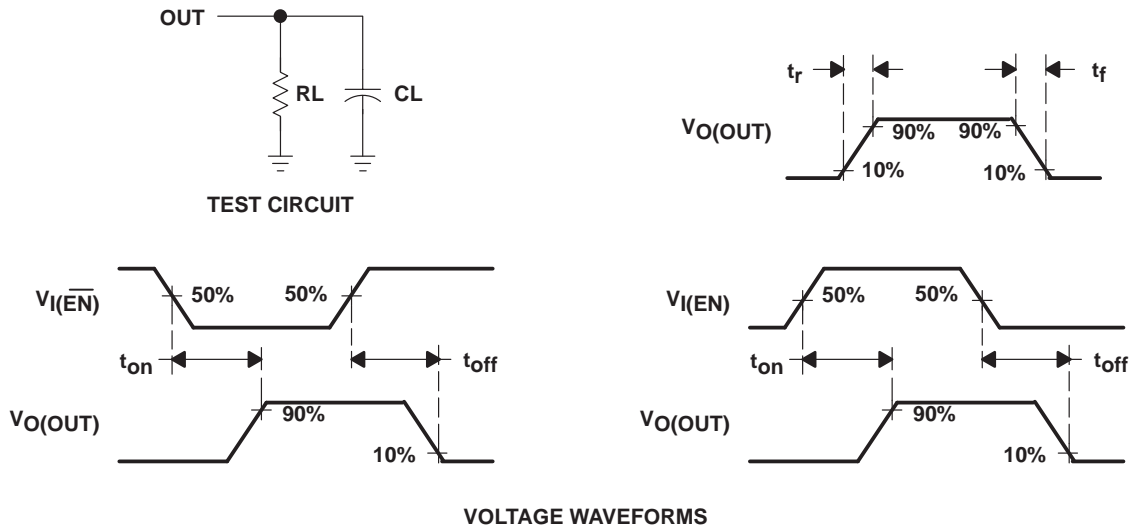 OUT
RL
CL
TEST CIRCUIT
tr
tf
VO(OUT)
90%
90%
10%
10%
VI(E̅N̅)
50%
50%
ton
toff
VO(OUT)
90%
10%
VI(EN)
50%
50%
ton
toff
VO(OUT)
90%
10%
VOLTAGE WAVEFORMS